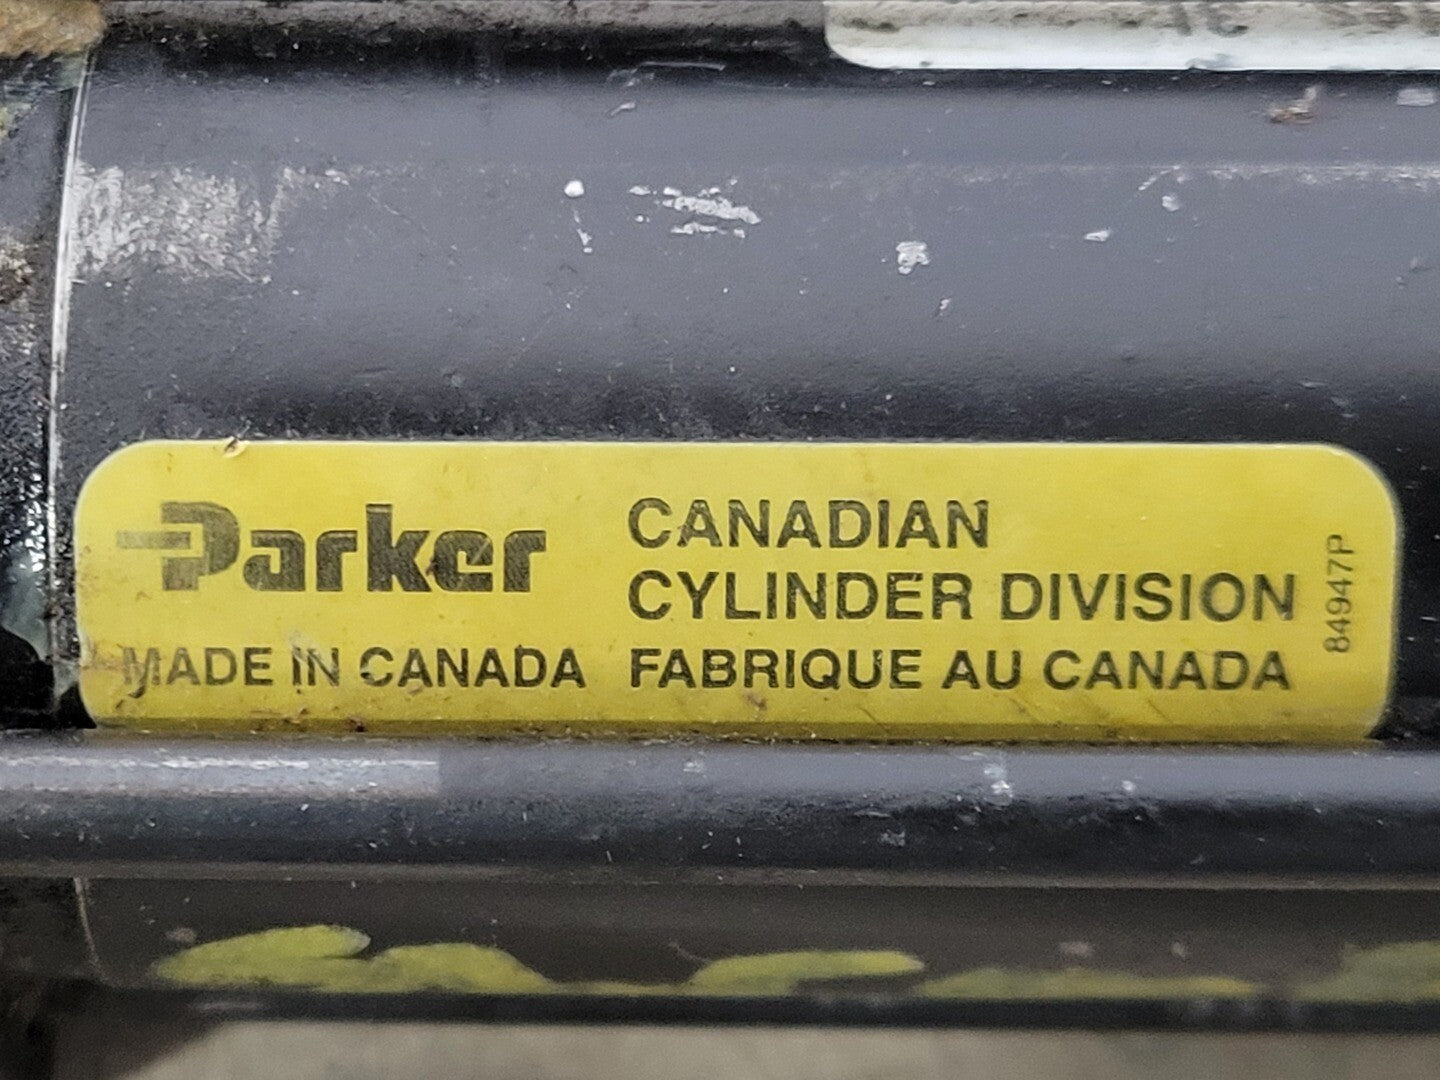 Parker
MADE IN CANADA
CANADIAN
CYLINDER DIVISION
FABRIQUE AU CANADA
84947P